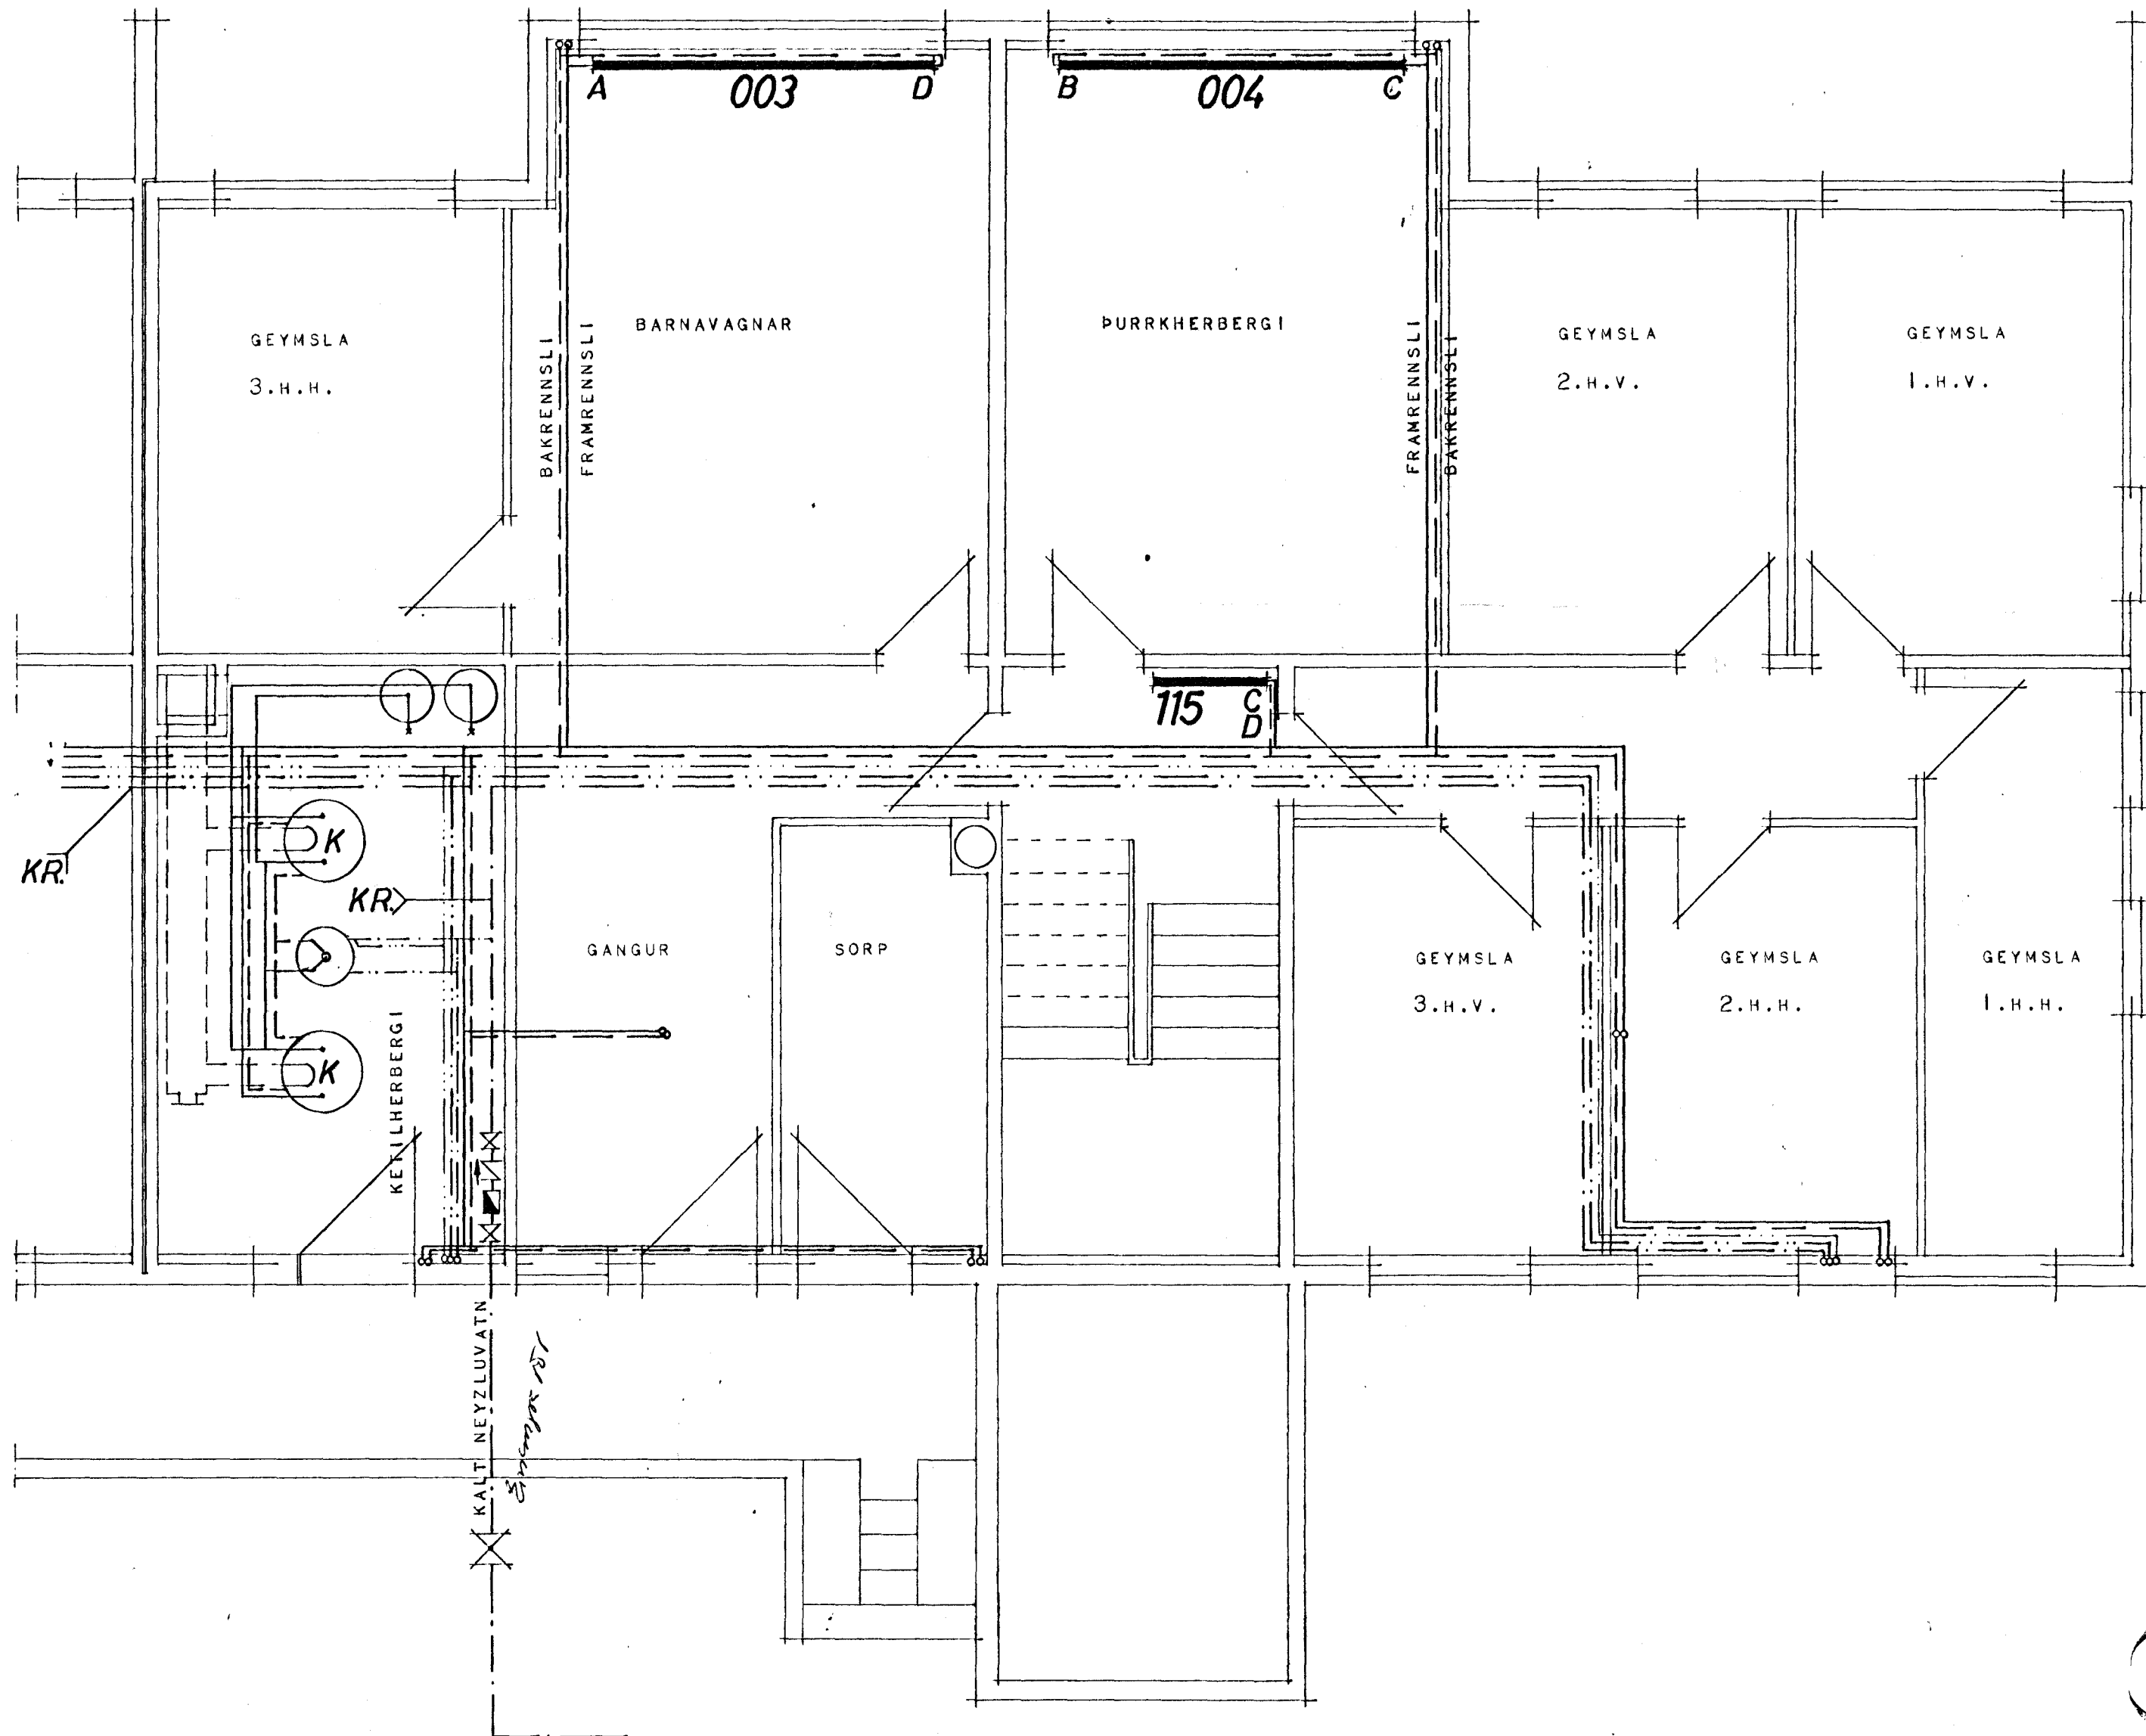 A
003
D
B
004
C
GEYMSLA
3.H.H.
BAKRENNSLI
FRAMRENNSLI
BARNAVAGNAR
ÞURRKHERBERGI
FRAMRENNSLI
BAKRENNSLI
GEYMSLA
2.H.V.
GEYMSLA
1.H.V.
115
C
D
KR.
K
KR.
K
KETILHERBERGI
GANGUR
SORP
GEYMSLA
3.H.V.
GEYMSLA
2.H.H.
GEYMSLA
1.H.H.
KALT NEYZLUVATN